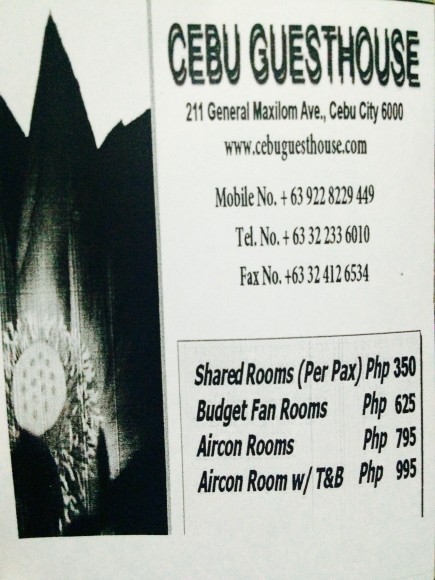 CEBU GUESTHOUSE
211 General Maxilom Ave., Cebu City 6000
www.cebuguesthouse.com
Mobile No. + 63 922 8229 449
Tel. No. + 63 32 233 6010
Fax No. +63 32 412 6534
Shared Rooms (Per Pax) Php 350
Budget Fan Rooms Php 625
Aircon Rooms Php 795
Aircon Room w/ T&B Php 995